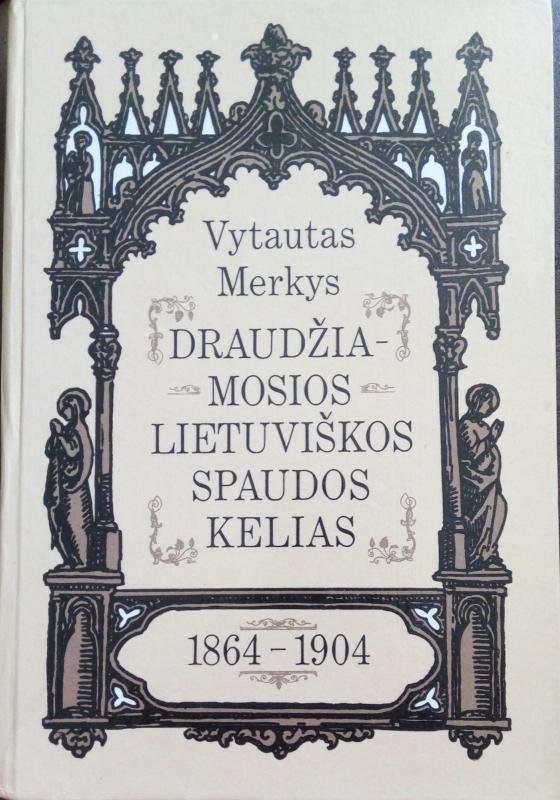 Vytautas
Merkys
DRAUDŽIA-
MOSIOS
LIETUVIŠKOS
SPAUDOS
KELIAS
1864 – 1904